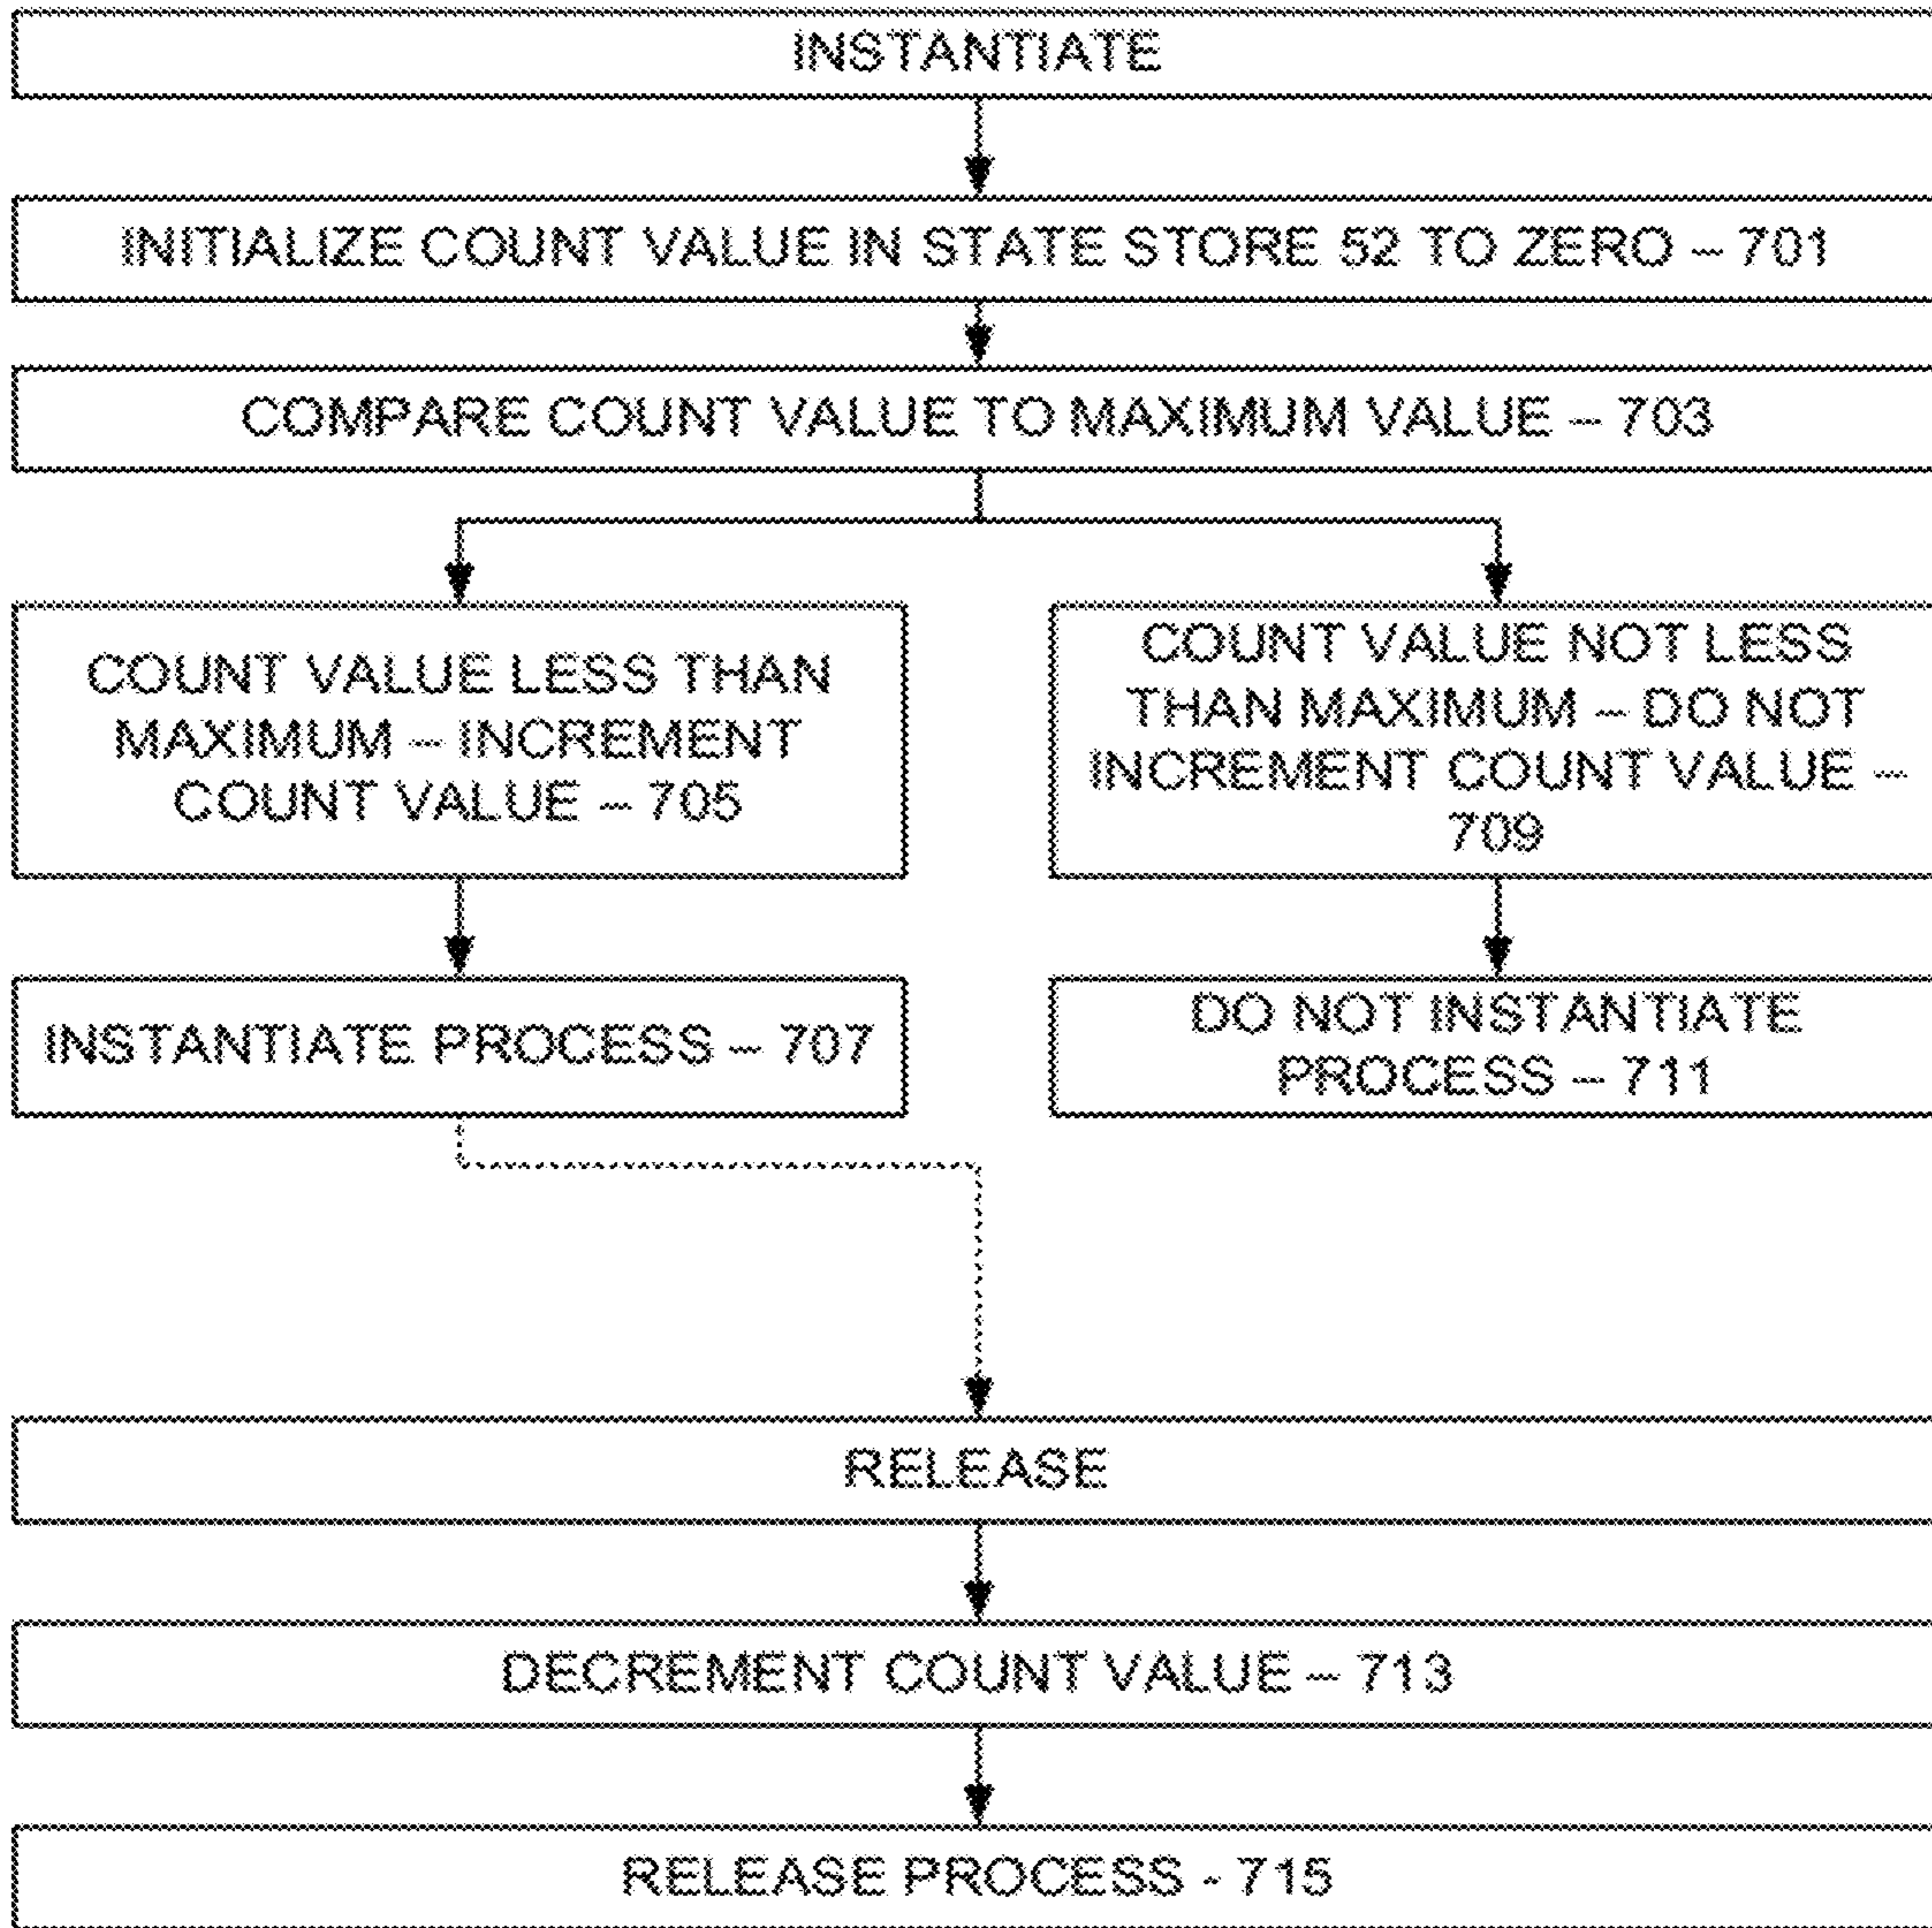 INSTANTIATE
INITIALIZE COUNT VALUE IN STATE STORE 52 TO ZERO – 701
COMPARE COUNT VALUE TO MAXIMUM VALUE – 703
COUNT VALUE LESS THAN
MAXIMUM – INCREMENT
COUNT VALUE – 705
COUNT VALUE NOT LESS
THAN MAXIMUM – DO NOT
INCREMENT COUNT VALUE –
709
INSTANTIATE PROCESS – 707
DO NOT INSTANTIATE
PROCESS – 711
RELEASE
DECREMENT COUNT VALUE – 713
RELEASE PROCESS - 715